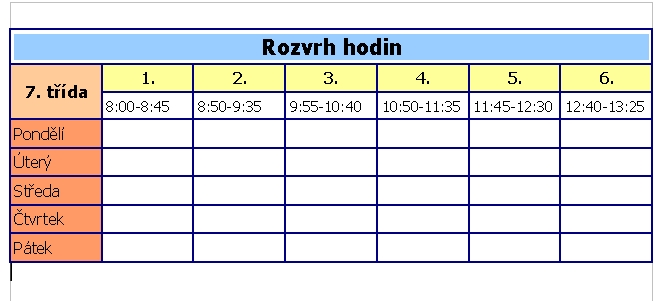 Rozvrh hodin
7. třída 1. 2. 3. 4. 5. 6.
8:00-8:45 8:50-9:35 9:55-10:40 10:50-11:35 11:45-12:30 12:40-13:25
Pondělí
Úterý
Středa
Čtvrtek
Pátek